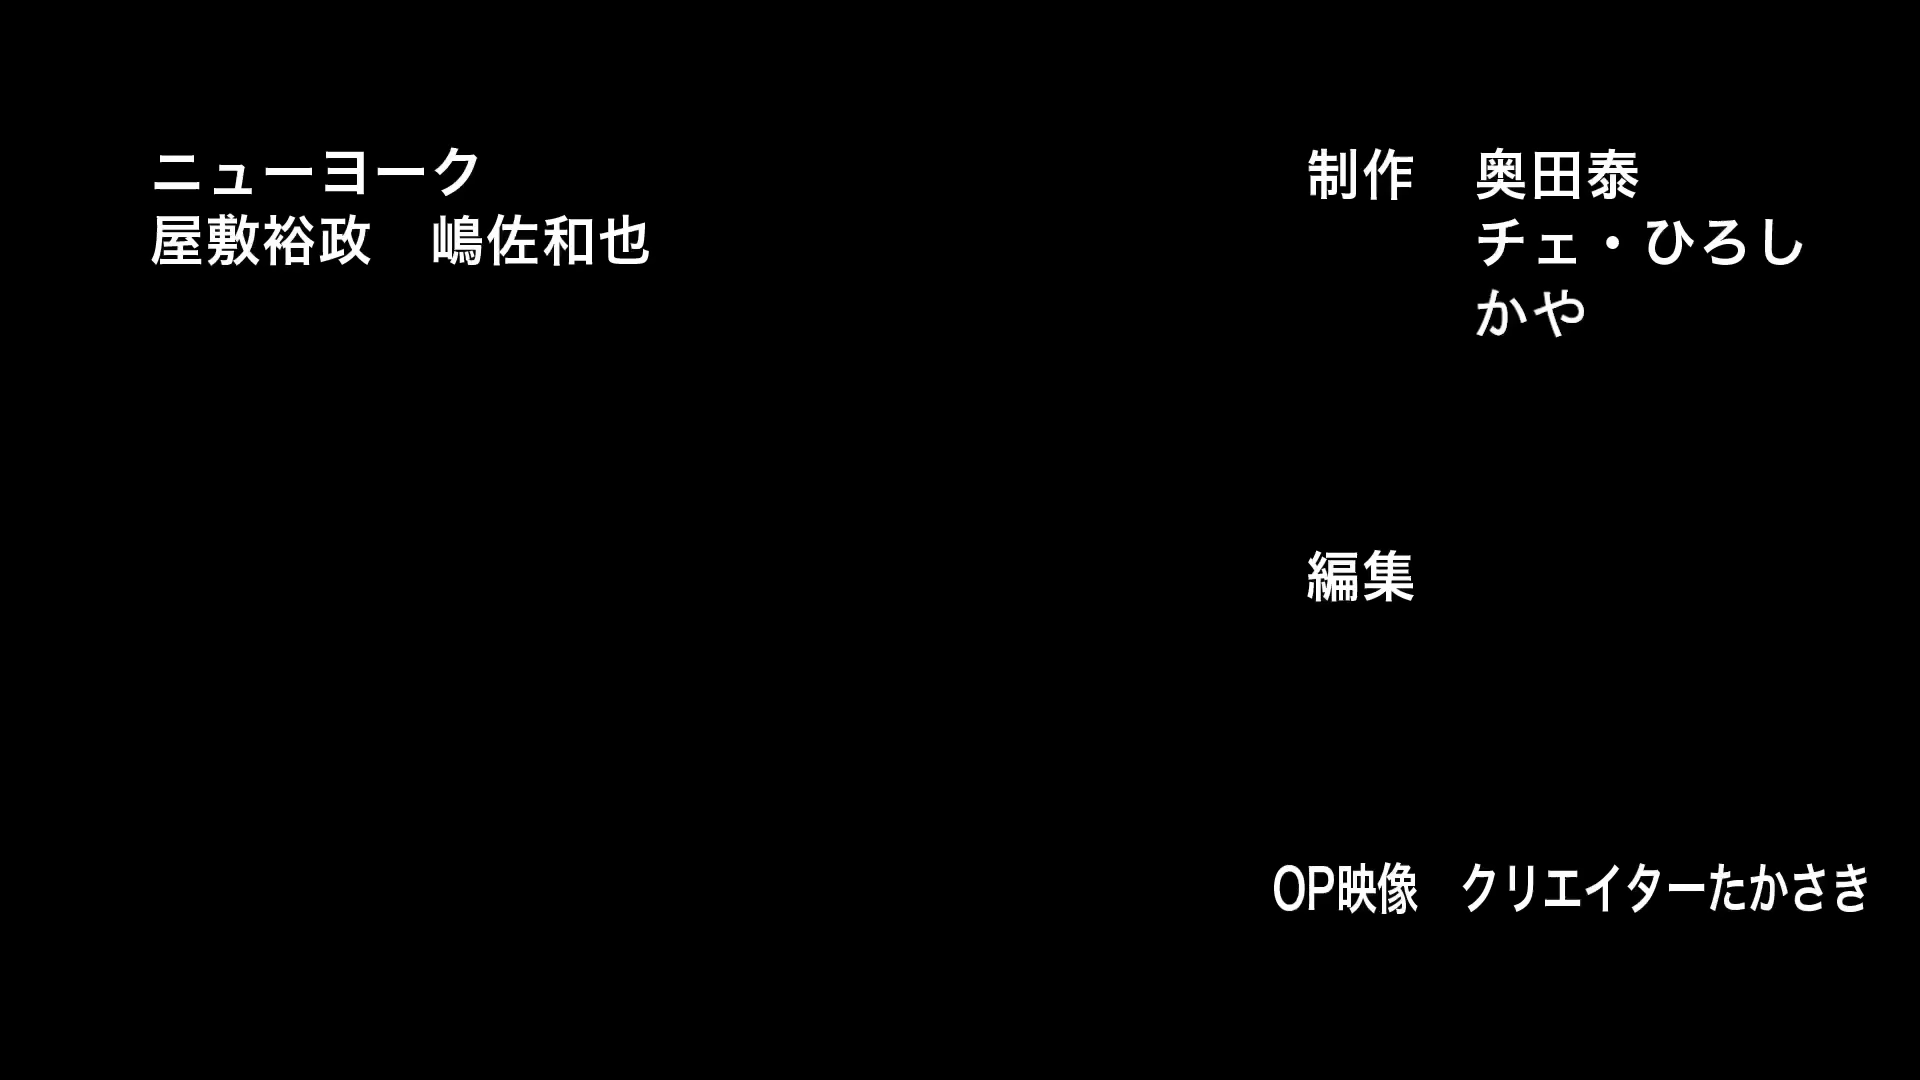 ニューヨーク
屋敷裕政　嶋佐和也
制作　奥田泰
チェ・ひろし
かや
編集
OP映像　クリエイターたかさき